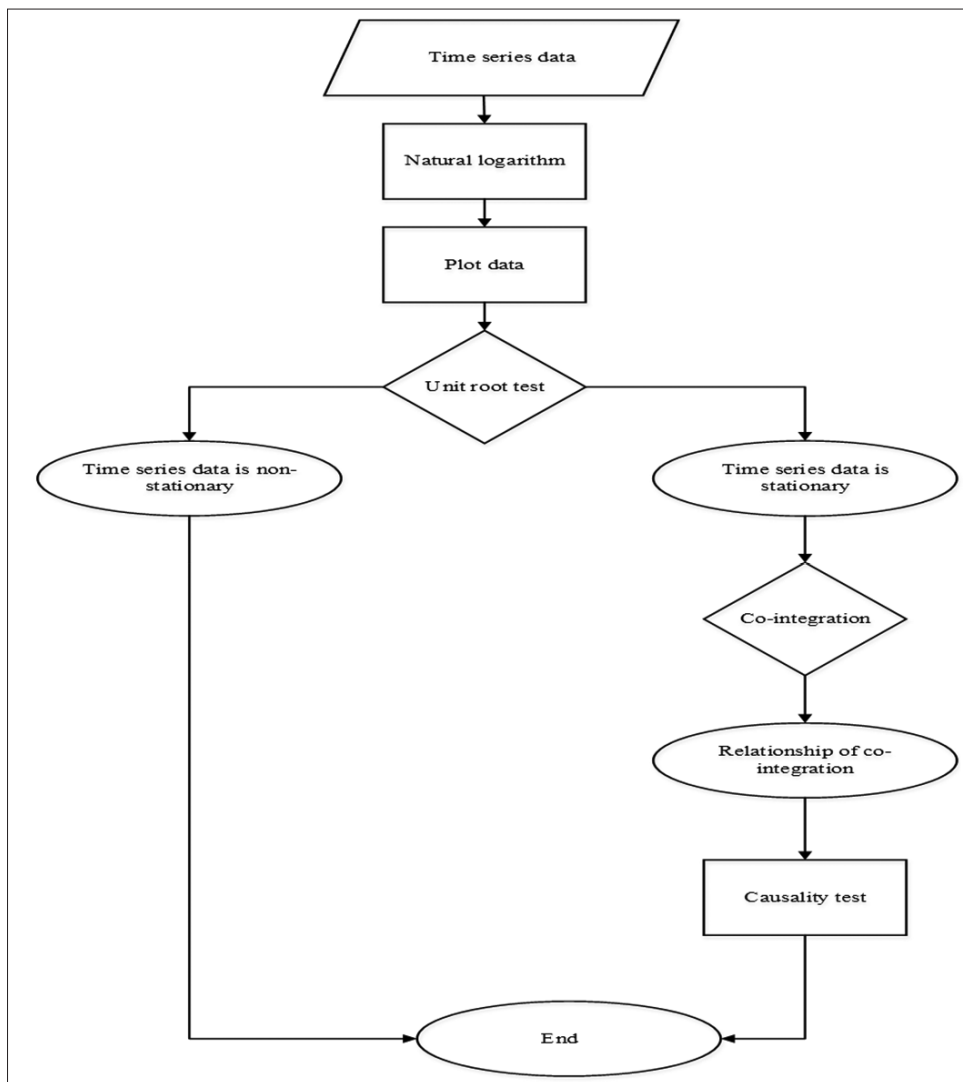 Time series data
Natural logarithm
Plot data
Unit root test
Time series data is non-
stationary
Time series data is
stationary
Co-integration
Relationship of co-
integration
Causality test
End